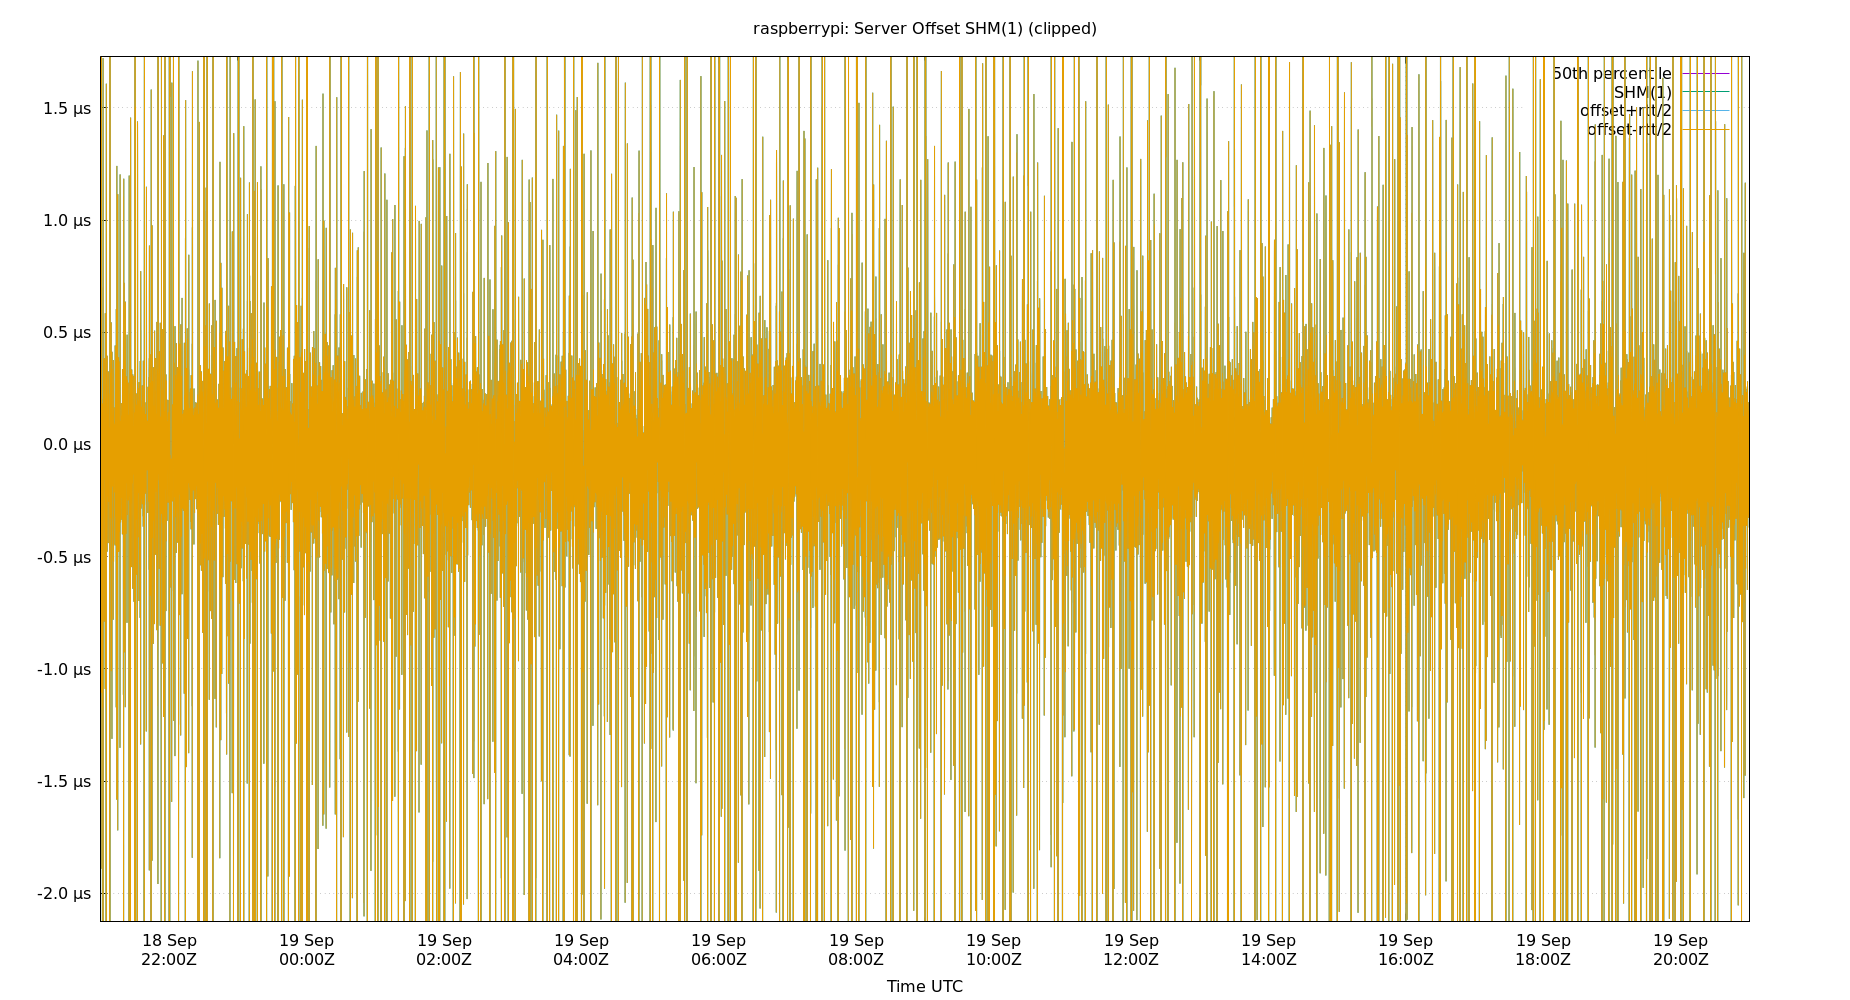 raspberrypi: Server Offset SHM(1) (clipped)
50th percentile
SHM(1)
offset+rtt/2
offset-rtt/2
1.5 µs
1.0 µs
0.5 µs
0.0 µs
-0.5 µs
-1.0 µs
-1.5 µs
-2.0 µs
18 Sep 19 Sep 19 Sep 19 Sep 19 Sep 19 Sep 19 Sep 19 Sep 19 Sep 19 Sep 19 Sep 19 Sep
22:00Z 00:00Z 02:00Z 04:00Z 06:00Z 08:00Z 10:00Z 12:00Z 14:00Z 16:00Z 18:00Z 20:00Z
Time UTC